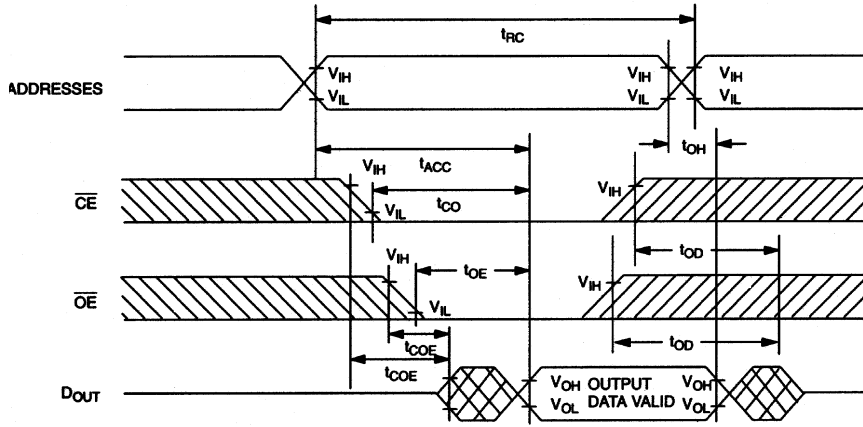 tRC
VIH VIH VIH
ADDRESSES
VIL VIL VIL
tOH
tACC
VIH
VIH
CE
tCO
VIL
tOD
VIH
tOE
VIH
OE
VIL
tCOE
tOD
tCOE
VOH OUTPUT VOH
DOUT
VOL DATA VALID VOL